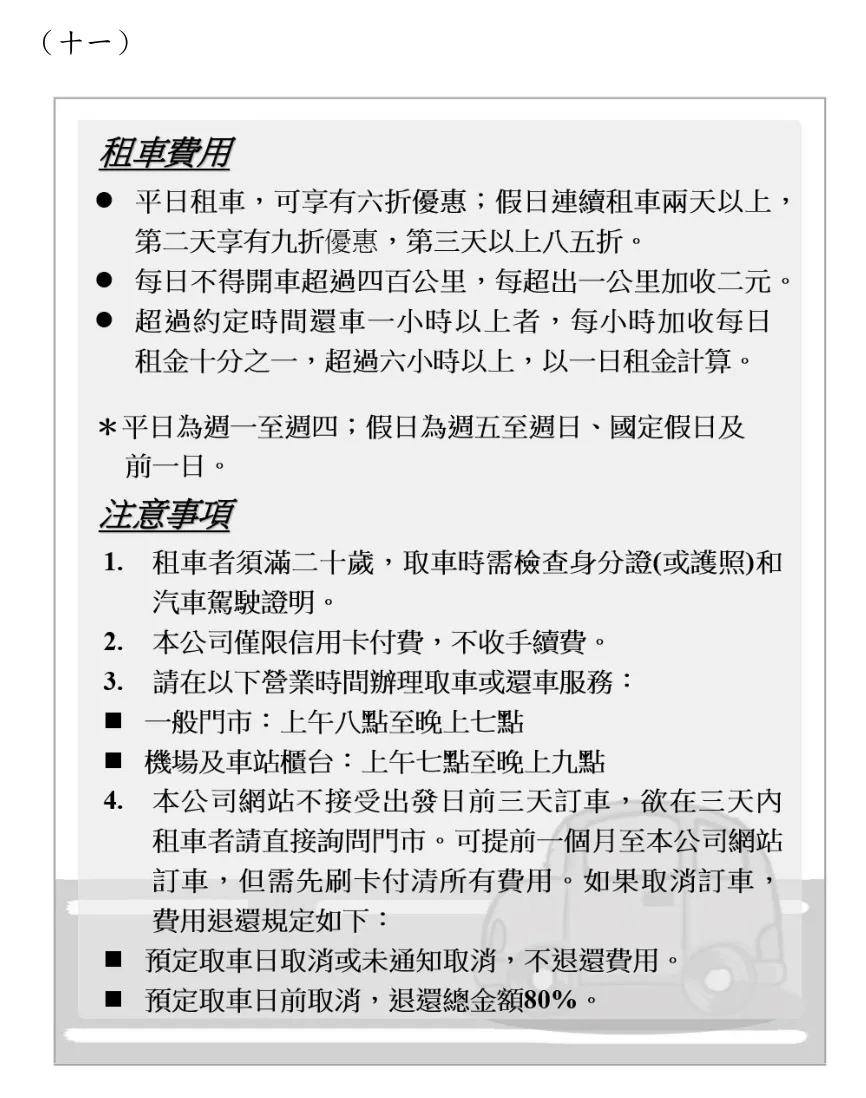 （十一）
租車費用
● 平日租車，可享有六折優惠；假日連續租車兩天以上，
第二天享有九折優惠，第三天以上八五折。
● 每日不得開車超過四百公里，每超出一公里加收二元。
● 超過約定時間還車一小時以上者，每小時加收每日
租金十分之一，超過六小時以上，以一日租金計算。
＊平日為週一至週四；假日為週五至週日、國定假日及
前一日。
注意事項
1. 租車者須滿二十歲，取車時需檢查身分證(或護照)和
汽車駕駛證明。
2. 本公司僅限信用卡付費，不收手續費。
3. 請在以下營業時間辦理取車或還車服務：
■ 一般門市：上午八點至晚上七點
■ 機場及車站櫃台：上午七點至晚上九點
4. 本公司網站不接受出發日前三天訂車，欲在三天內
租車者請直接詢問門市。可提前一個月至本公司網站
訂車，但需先刷卡付清所有費用。如果取消訂車，
費用退還規定如下：
■ 預定取車日取消或未通知取消，不退還費用。
■ 預定取車日前取消，退還總金額80%。